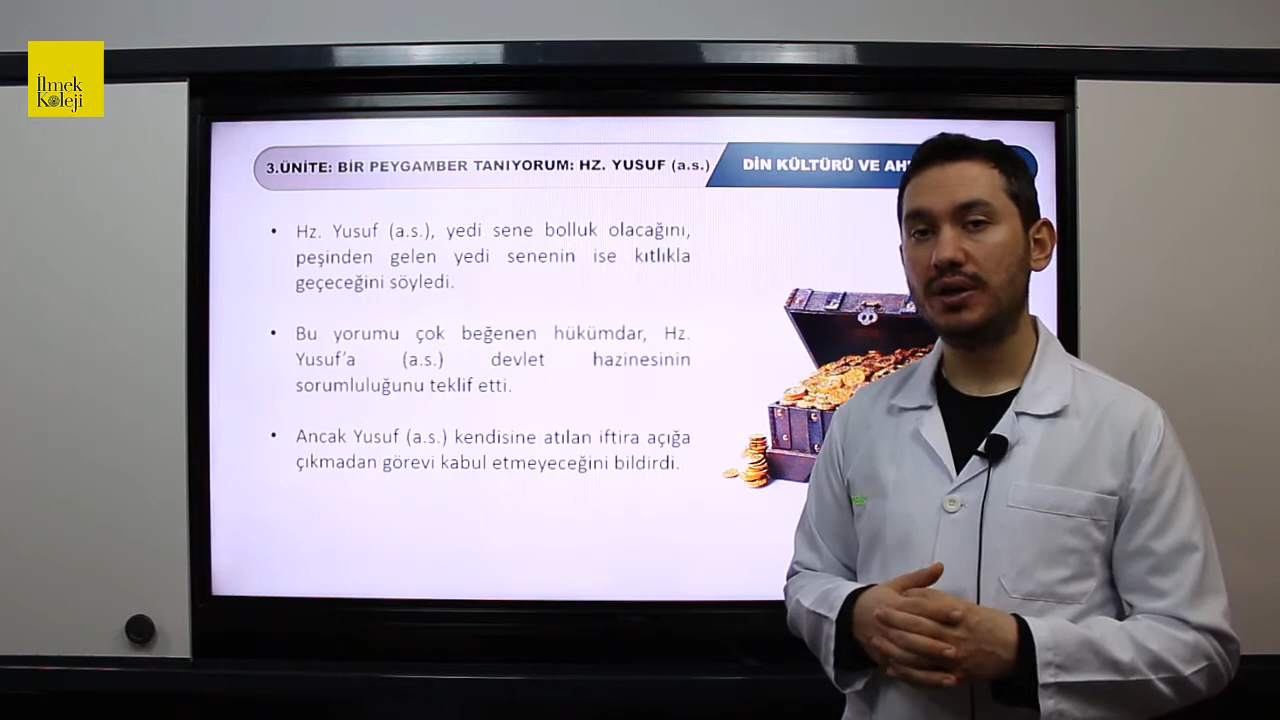 İlmek
Koleji
3.ÜNİTE: BİR PEYGAMBER TANIYORUM: HZ. YUSUF (a.s.)
DİN KÜLTÜRÜ VE
• Hz. Yusuf (a.s.), yedi sene bolluk olacağını,
peşinden gelen yedi senenin ise kıtlıkla
geçeceğini söyledi.
• Bu yorumu çok beğenen hükümdar, Hz.
Yusuf'a (a.s.) devlet hazinesinin
sorumluluğunu teklif etti.
• Ancak Yusuf (a.s.) kendisine atılan iftira açığa
çıkmadan görevi kabul etmeyeceğini bildirdi.